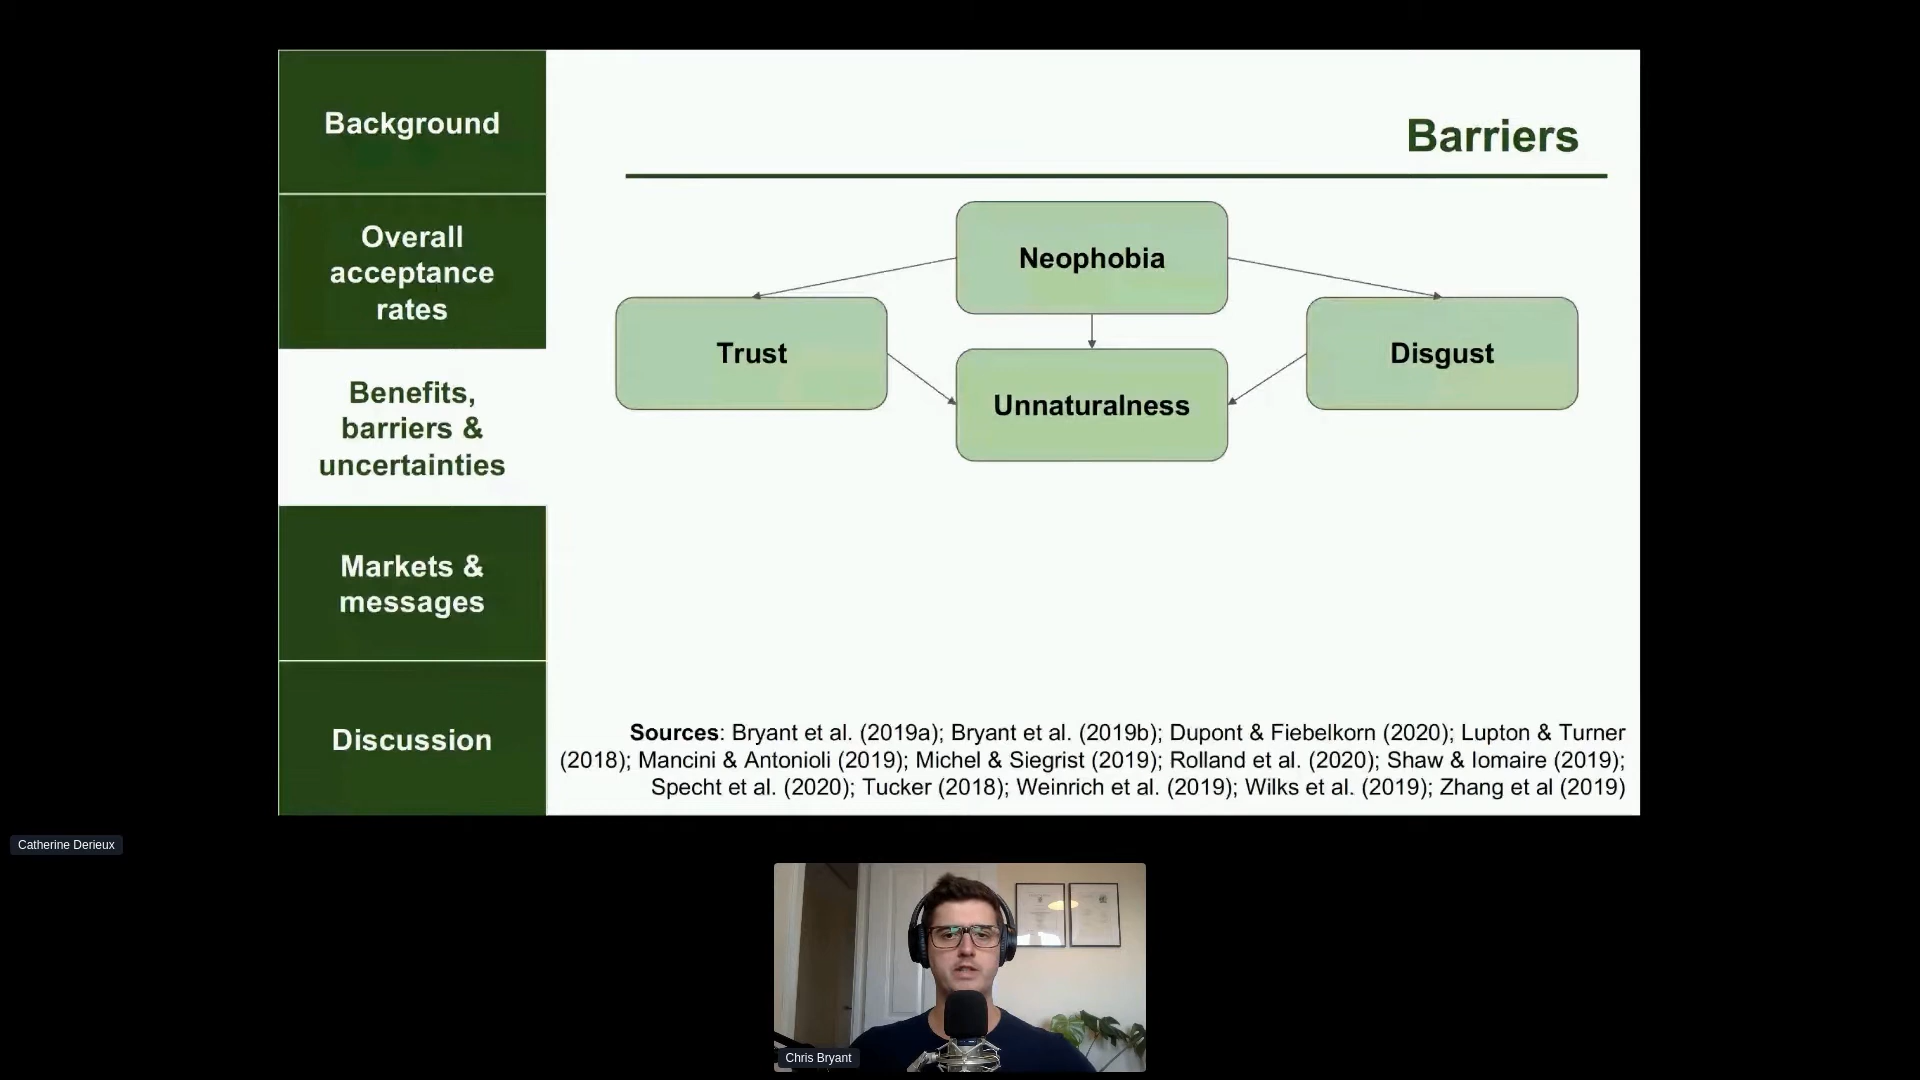 Background
Overall
acceptance
rates
Benefits,
barriers &
uncertainties
Markets &
messages
Discussion
Barriers
Neophobia
Trust
Disgust
Unnaturalness
Sources: Bryant et al. (2019a); Bryant et al. (2019b); Dupont & Fiebelkorn (2020); Lupton & Turner
(2018); Mancini & Antonioli (2019); Michel & Siegrist (2019); Rolland et al. (2020); Shaw & Iomaire (2019);
Specht et al. (2020); Tucker (2018); Weinrich et al. (2019); Wilks et al. (2019); Zhang et al (2019)
Catherine Derieux
Chris Bryant